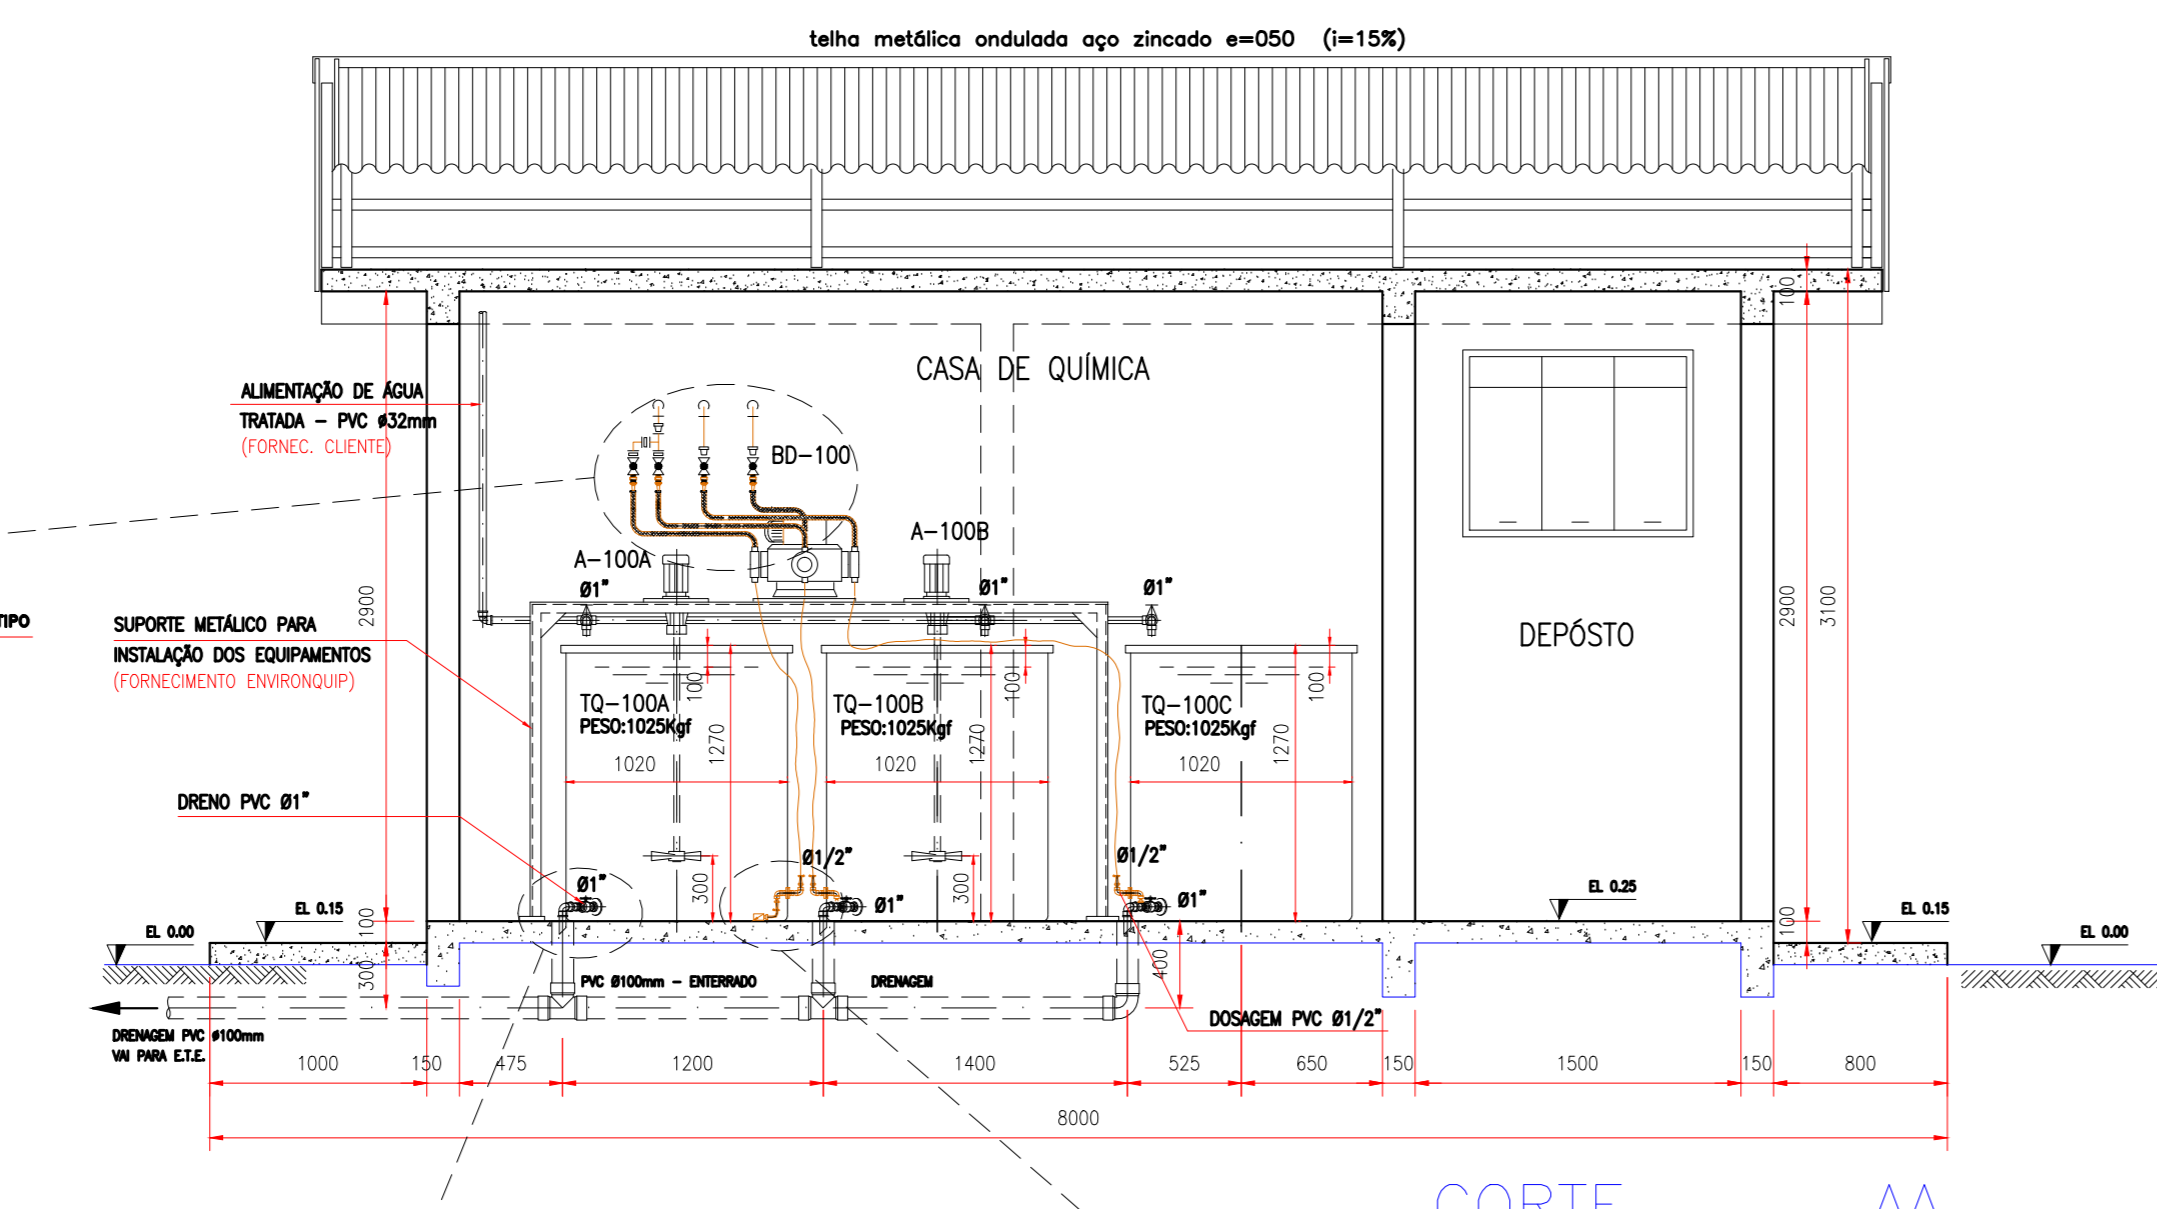 telha metálica ondulada aço zincado e=050 (i=15%)
100
CASA DE QUÍMICA
ALIMENTAÇÃO DE ÁGUA
TRATADA - PVC ø32mm
(FORNEC. CLIENTE)
BD-100
A-100A
A-100B
Ø1"
Ø1"
Ø1"
2900
2900
3100
TIPO
SUPORTE METÁLICO PARA
INSTALAÇÃO DOS EQUIPAMENTOS
(FORNECIMENTO ENVIRONQUIP)
DEPÓSTO
100
100
100
TQ-100A
PESO:1025Kgf
TQ-100B
PESO:1025Kgf
TQ-100C
PESO:1025Kgf
1270
1270
1270
1020
1020
1020
DRENO PVC Ø1"
Ø1/2"
Ø1/2"
300
300
Ø1"
Ø1"
Ø1"
EL 0.25
EL 0.15
EL 0.15
EL 0.00
EL 0.00
100
100
300
400
PVC Ø100mm - ENTERRADO
DRENAGEM
DOSAGEM PVC Ø1/2"
DRENAGEM PVC ø100mm
VAI PARA E.T.E.
1000
150
475
1200
1400
525
650
150
1500
150
800
8000
CORTE AA